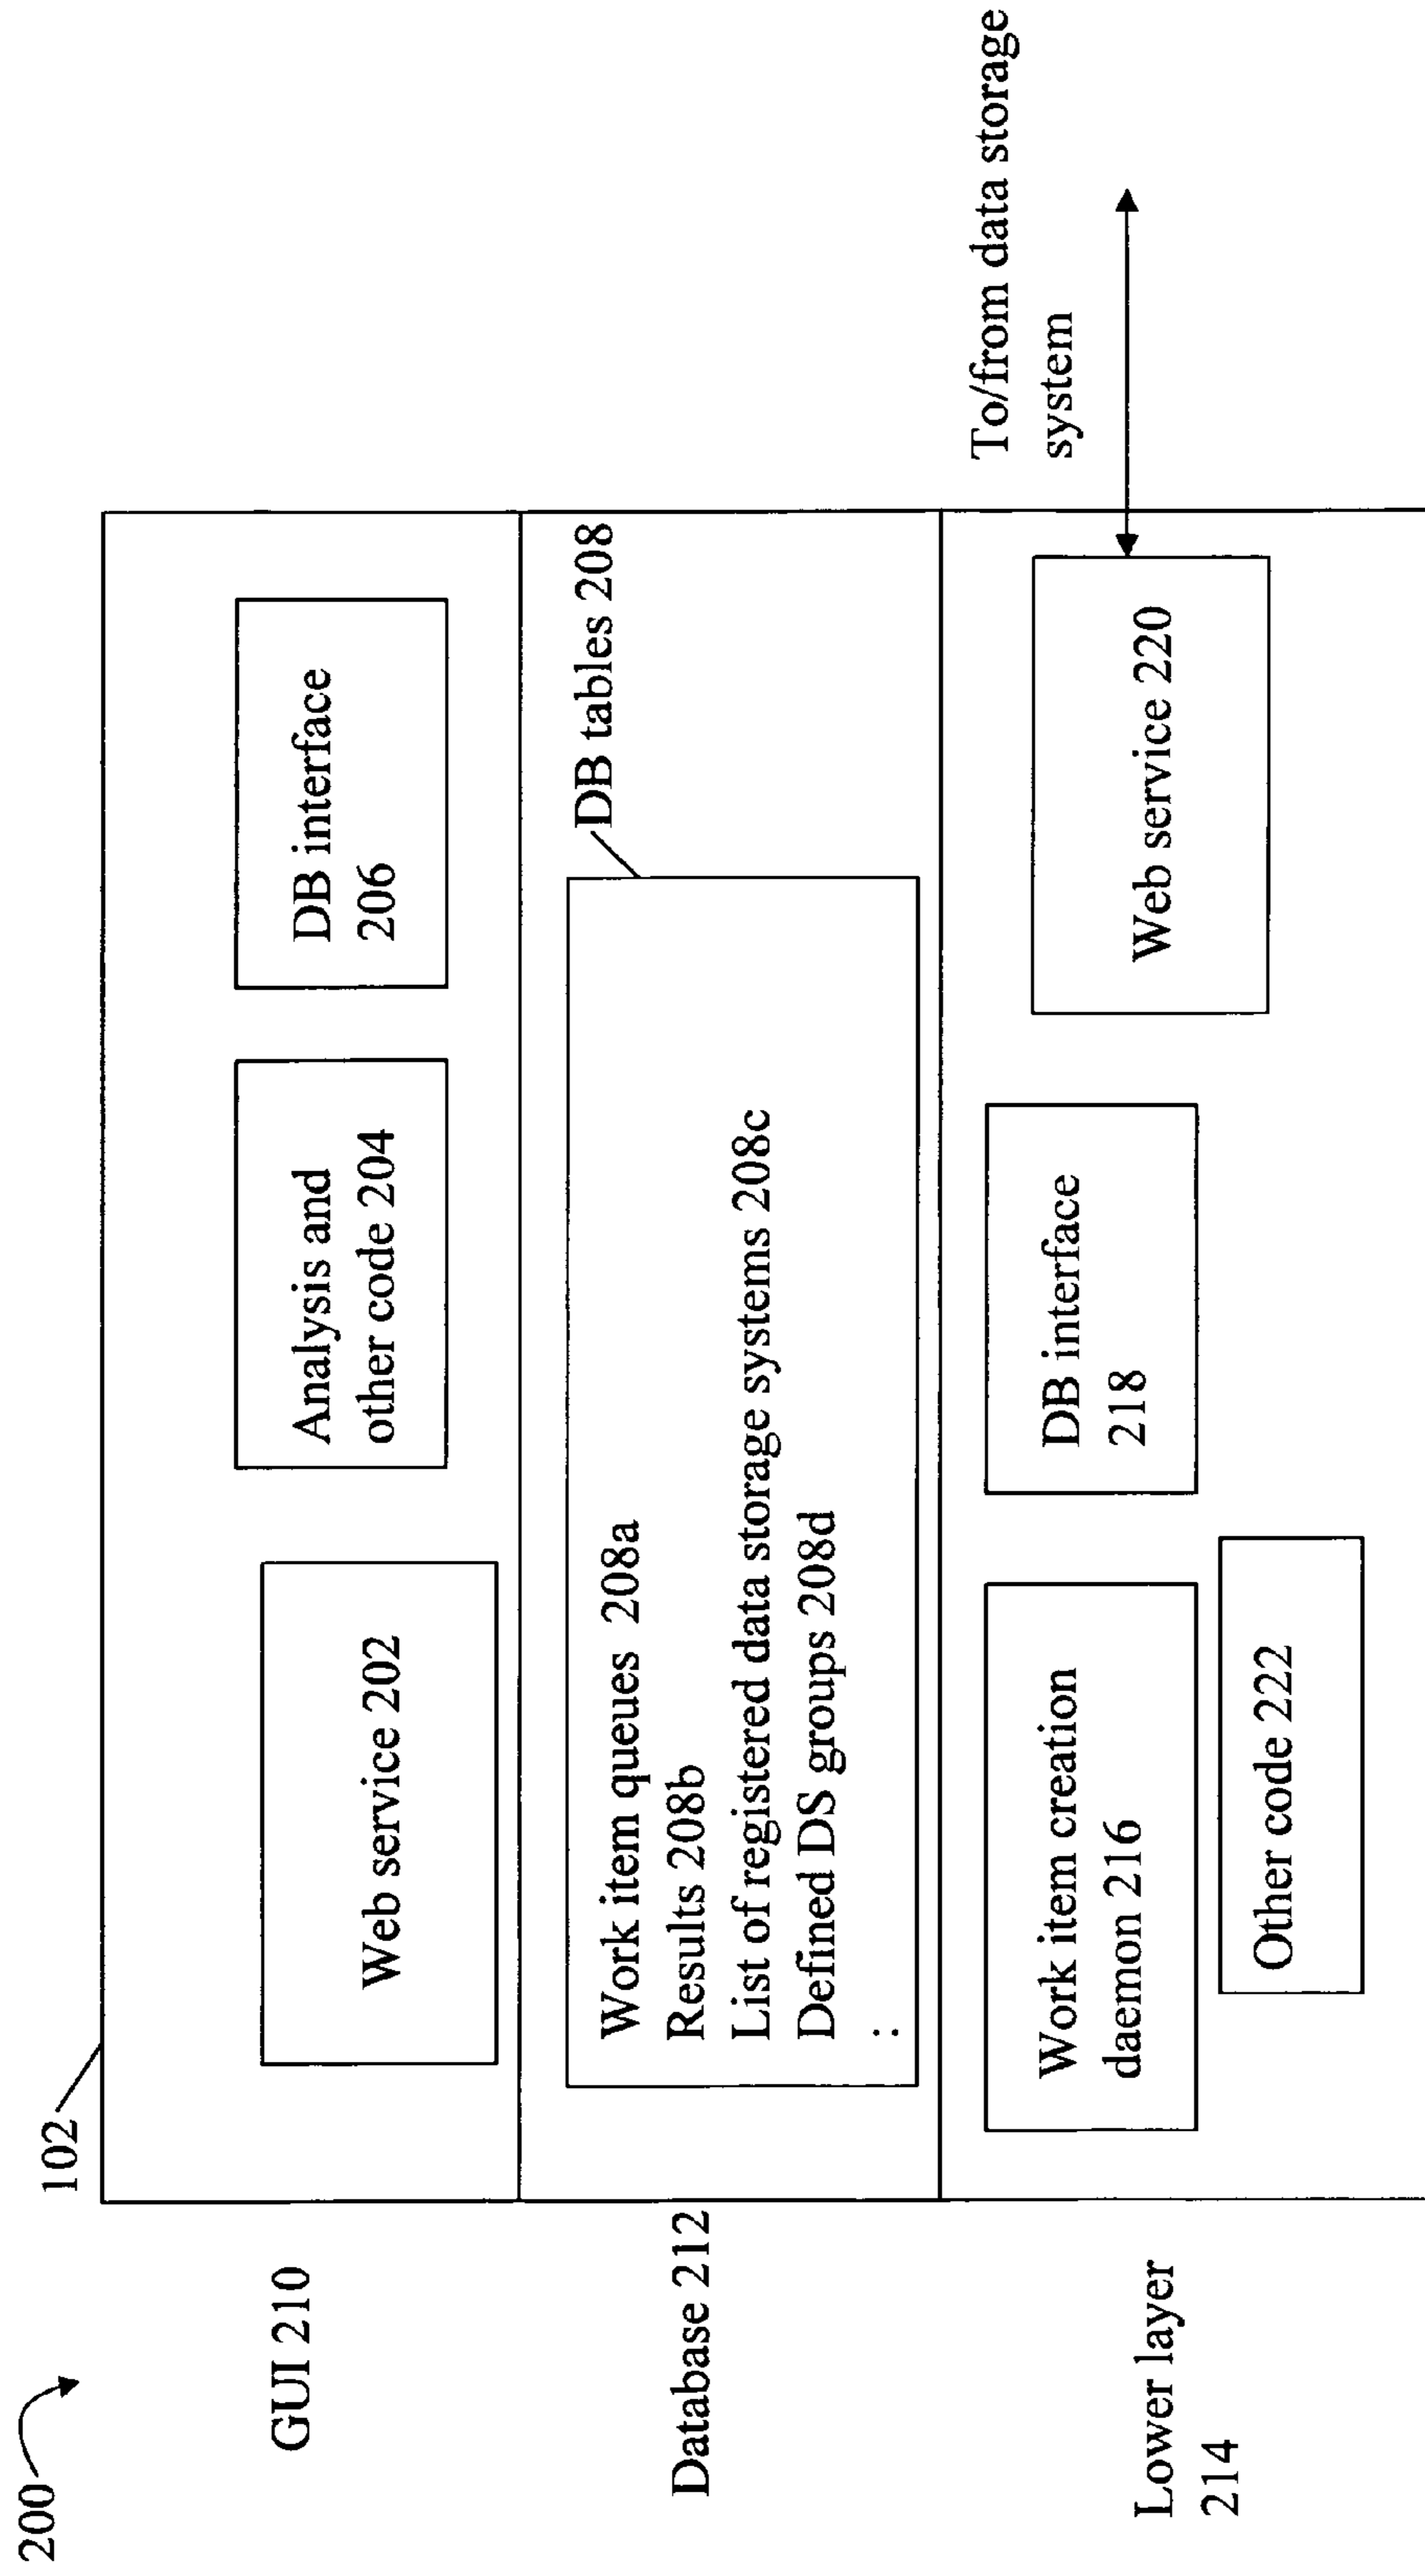 200
102
GUI 210
Web service 202
Analysis and
other code 204
DB interface
206
Database 212
DB tables 208
Work item queues 208a
Results 208b
List of registered data storage systems 208c
Defined DS groups 208d
:
Lower layer
214
Work item creation
daemon 216
DB interface
218
Web service 220
Other code 222
To/from data storage
system